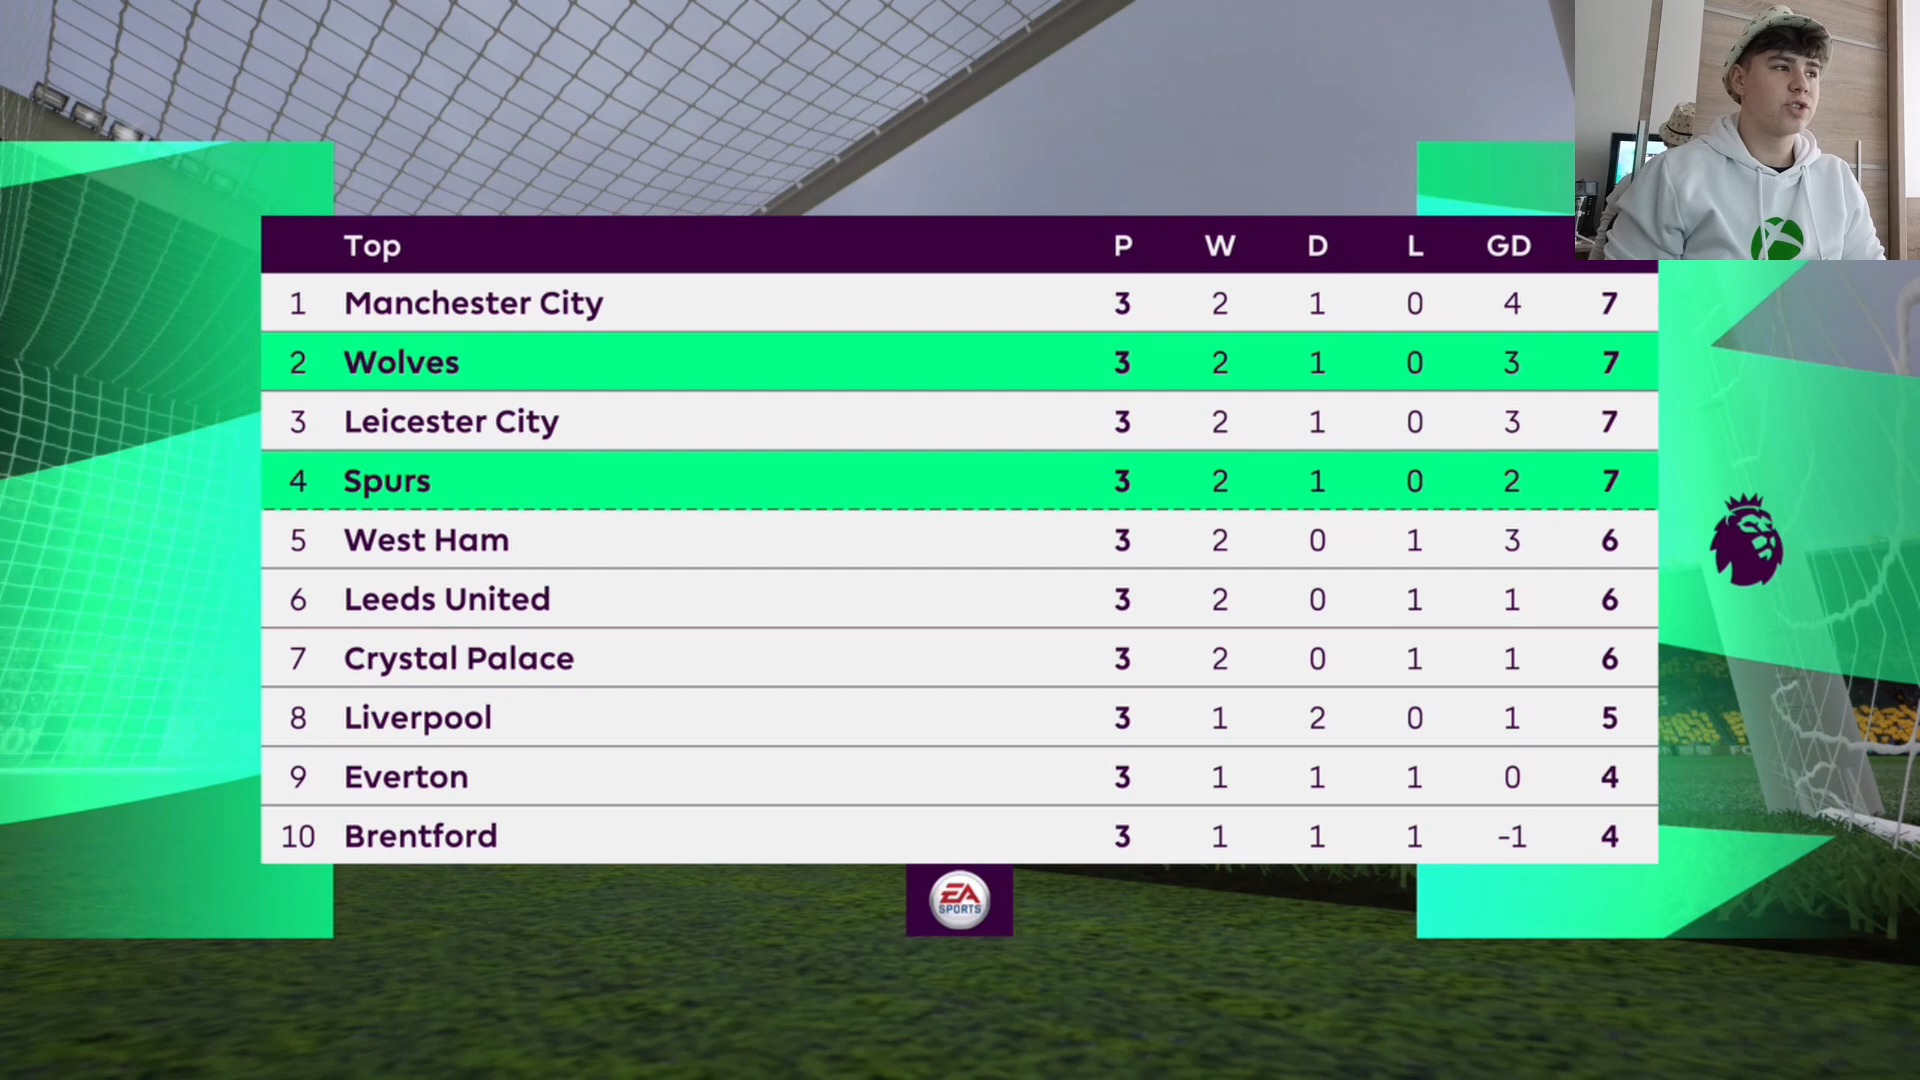 Top P W D L GD
1 Manchester City 3 2 1 0 4 7
2 Wolves 3 2 1 0 3 7
3 Leicester City 3 2 1 0 3 7
4 Spurs 3 2 1 0 2 7
5 West Ham 3 2 0 1 3 6
6 Leeds United 3 2 0 1 1 6
7 Crystal Palace 3 2 0 1 1 6
8 Liverpool 3 1 2 0 1 5
9 Everton 3 1 1 1 0 4
10 Brentford 3 1 1 1 -1 4
EA
SPORTS